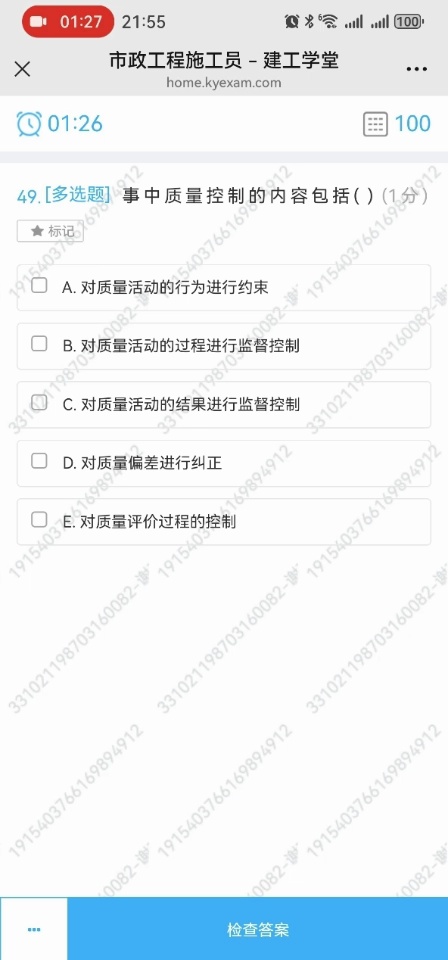 01:27 21:55 100
市政工程施工员 – 建工学堂
home.kyexam.com
01:26 100
49. [多选题] 事中质量控制的内容包括( ) (1分)
标记
A. 对质量活动的行为进行约束
B. 对质量活动的过程进行监督控制
C. 对质量活动的结果进行监督控制
D. 对质量偏差进行纠正
E. 对质量评价过程的控制
检查答案